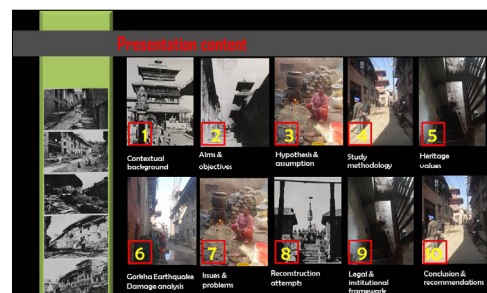 Presentation content
1 2 3 4 5
Contextual background
Aims & objectives
Hypothesis & assumption
Study methodology
Heritage values
6 7 8 9 10
Gorkha Earthquake Damage analysis
Issues & problems
Reconstruction attempts
Legal & institutional framework
Conclusion & recommendations